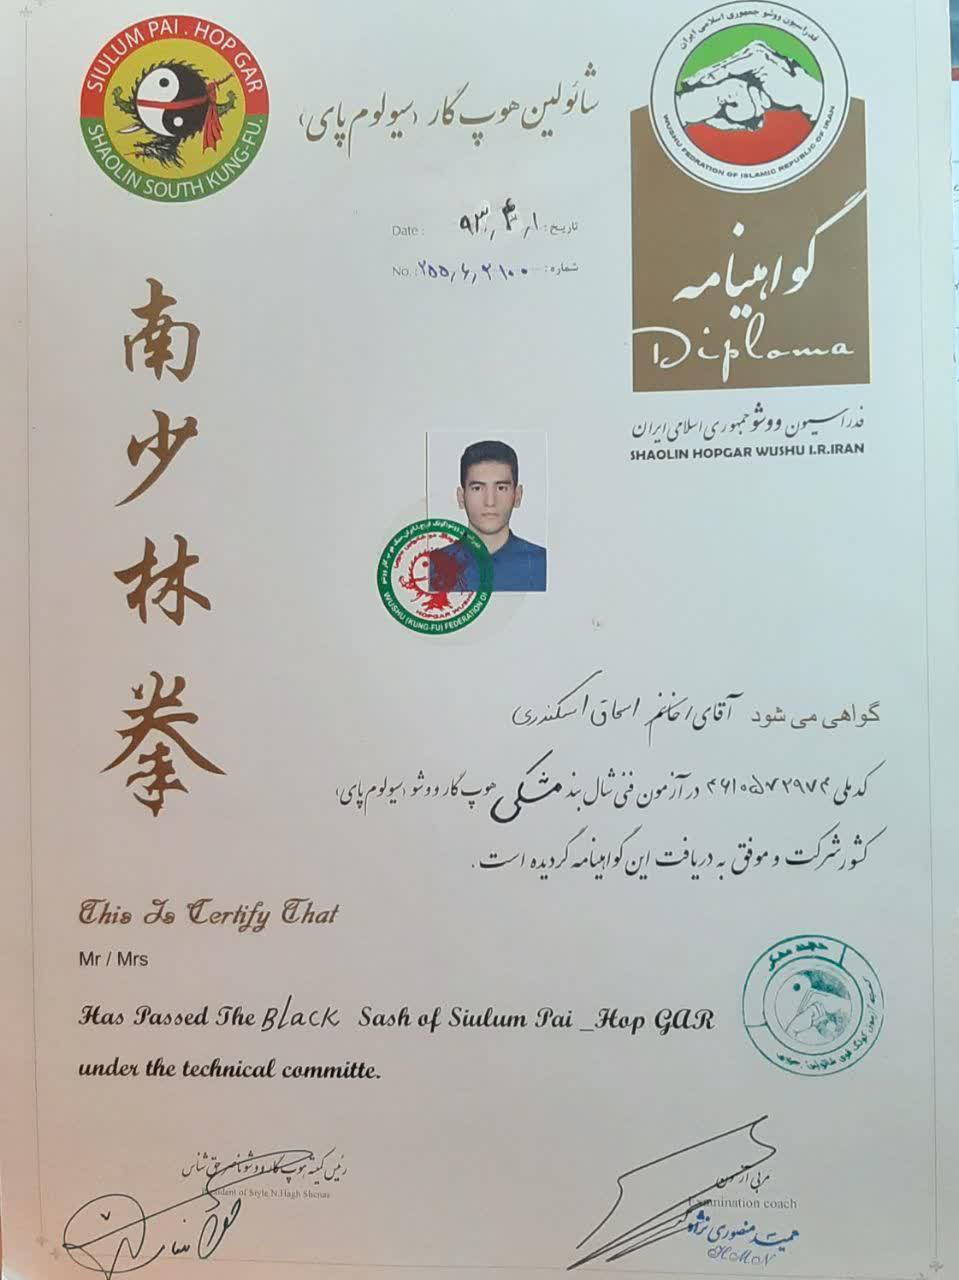 SIULUM PAI . HOP GAR
SHAOLIN SOUTH KUNG-FU.
شائولین هوپ گار (سیولوم پای)
فدراسیون ووشو جمهوری اسلامی ایران
WUSHU FEDRATION OF ISLAMIC REPUBLIC OF IRAN
گواهینامه
Diploma
فدراسیون ووشو جمهوری اسلامی ایران
SHAOLIN HOPGAR WUSHU I.R.IRAN
تاریخ: ۹۳٫۴٫۱ Date :
شماره: ۲۵۵٫۶٫۲۱۰۰ No. :
南少林拳
WUSHU (KUNG-FU) FEDERATION OF
HOPGAR WUSHU
گواهی می شود آقای/خانم اسحاق اسکندری
کد ملی ۴۶۱۰۵۷۲۹۷۴ در آزمون فنی شال بند مشکی هوپ گار ووشو (سیولوم پای)
کشور شرکت و موفق به دریافت این گواهینامه گردیده است .
This Is Certify That
Mr / Mrs
Has Passed The BLACK Sash of Siulum Pai _Hop GAR
under the technical committe.
رئیس کمیته هوپ گار ووشو ناصر حق شناس
President of Style N.Hagh Shenas
مربی آزمون
Examination coach
حمید منصوری نژاد
H.M.N